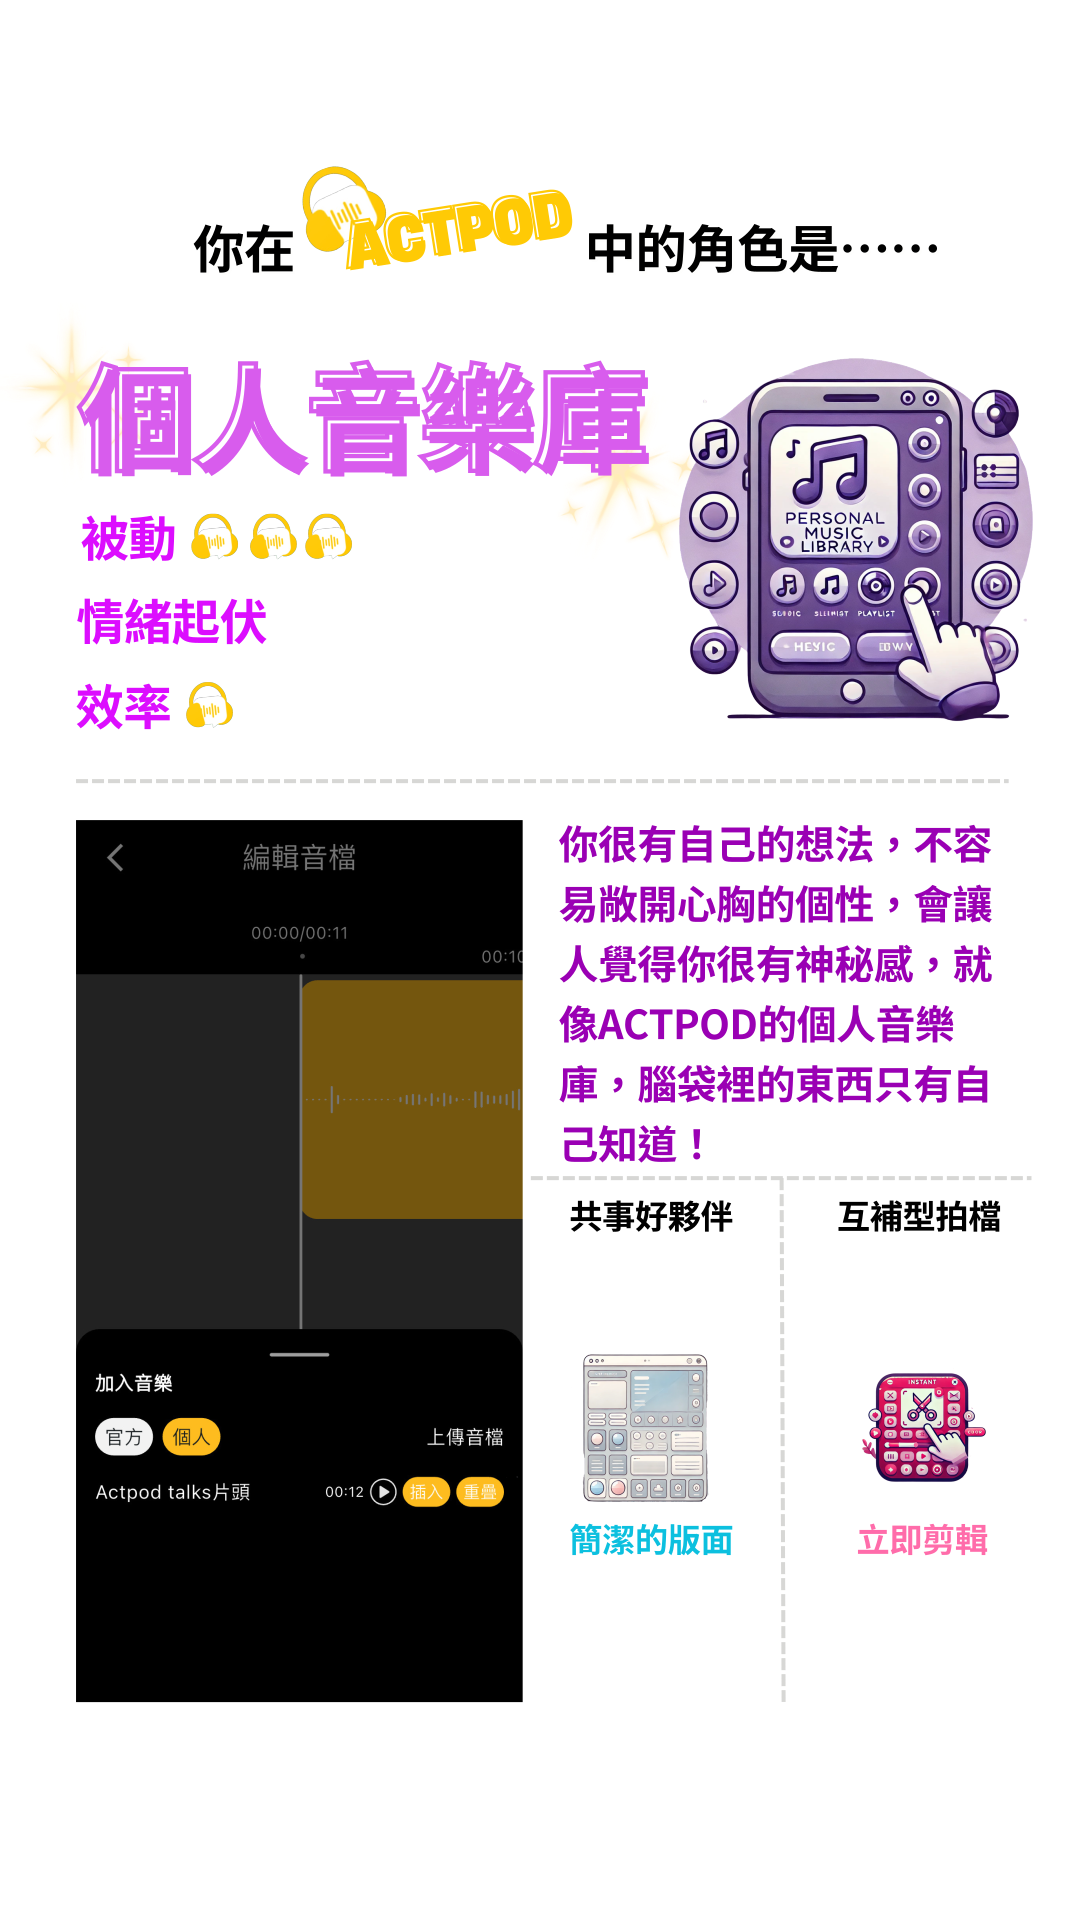 你在 ACTPOD 中的角色是……
個人音樂庫
被動
情緒起伏
效率
PERSONAL
MUSIC
LIBRARY
PLAYLIST
HEYIC
編輯音檔
00:00/00:11
00:10
加入音樂
官方 個人 上傳音檔
Actpod talks片頭 00:12 插入 重疊
你很有自己的想法，不容
易敞開心胸的個性，會讓
人覺得你很有神秘感，就
像ACTPOD的個人音樂
庫，腦袋裡的東西只有自
己知道！
共事好夥伴
簡潔的版面
互補型拍檔
INSTANT
立即剪輯